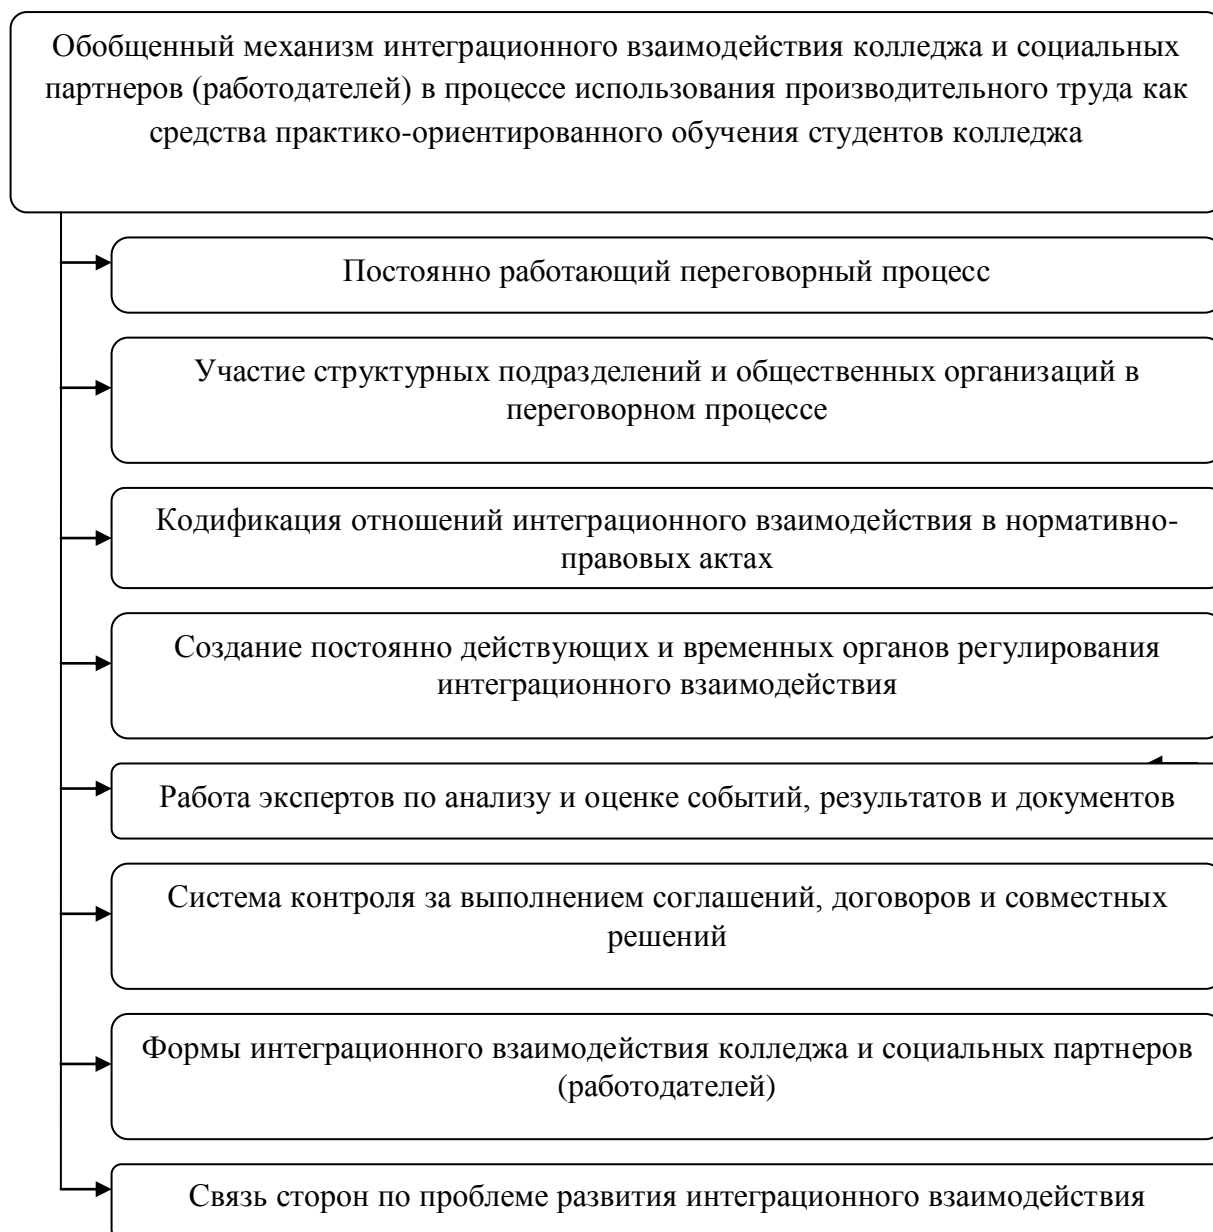 Обобщенный механизм интеграционного взаимодействия колледжа и социальных
партнеров (работодателей) в процессе использования производительного труда как
средства практико-ориентированного обучения студентов колледжа
Постоянно работающий переговорный процесс
Участие структурных подразделений и общественных организаций в
переговорном процессе
Кодификация отношений интеграционного взаимодействия в нормативно-
правовых актах
Создание постоянно действующих и временных органов регулирования
интеграционного взаимодействия
Работа экспертов по анализу и оценке событий, результатов и документов
Система контроля за выполнением соглашений, договоров и совместных
решений
Формы интеграционного взаимодействия колледжа и социальных партнеров
(работодателей)
Связь сторон по проблеме развития интеграционного взаимодействия